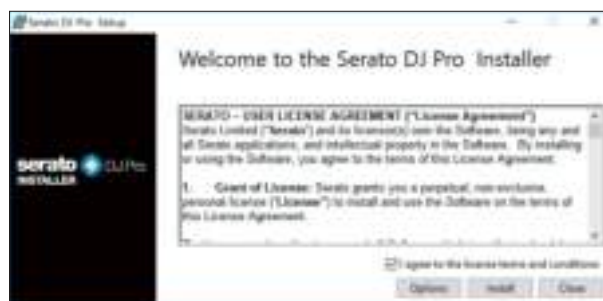 Serato DJ Pro Setup
Welcome to the Serato DJ Pro Installer
serato DJ Pro
INSTALLER
SERATO – USER LICENSE AGREEMENT ("License Agreement")
Serato Limited ("Serato") and its licensor(s) own the Software, being any and
all Serato applications, and intellectual property in the Software. By installing
or using the Software, you agree to the terms of this License Agreement.
1. Grant of License: Serato grants you a perpetual, non-exclusive,
personal license ("License") to install and use the Software on the terms of
this License Agreement.
I agree to the license terms and conditions
Options Install Close